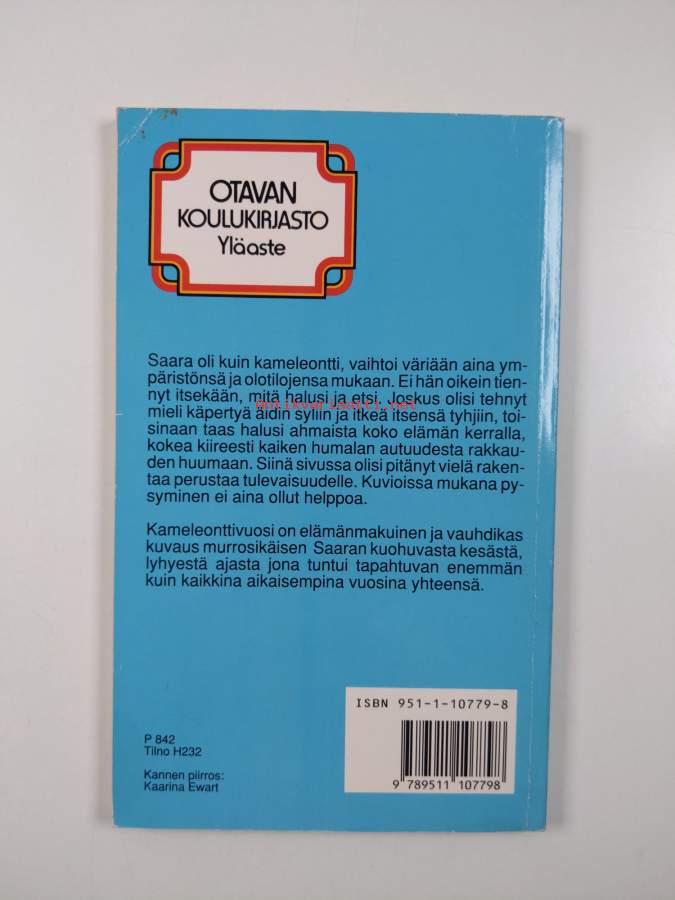 OTAVAN
KOULUKIRJASTO
Yläaste
Saara oli kuin kameleontti, vaihtoi väriään aina ym-
päristönsä ja olotilojensa mukaan. Ei hän oikein tien-
nyt itsekään, mitä halusi ja etsi. Joskus olisi tehnyt
antikvariaatti.net
mieli käpertyä äidin syliin ja itkeä itsensä tyhjiin, toi-
sinaan taas halusi ahmaista koko elämän kerralla,
kokea kiireesti kaiken humalan autuudesta rakkau-
den huumaan. Siinä sivussa olisi pitänyt vielä raken-
taa perustaa tulevaisuudelle. Kuvioissa mukana py-
syminen ei aina ollut helppoa.
Kameleonttivuosi on elämänmakuinen ja vauhdikas
kuvaus murrosikäisen Saaran kuohuvasta kesästä,
lyhyestä ajasta jona tuntui tapahtuvan enemmän
kuin kaikkina aikaisempina vuosina yhteensä.
ISBN 951-1-10779-8
9 789511 107798
P 842
Tilno H232
Kannen piirros:
Kaarina Ewart